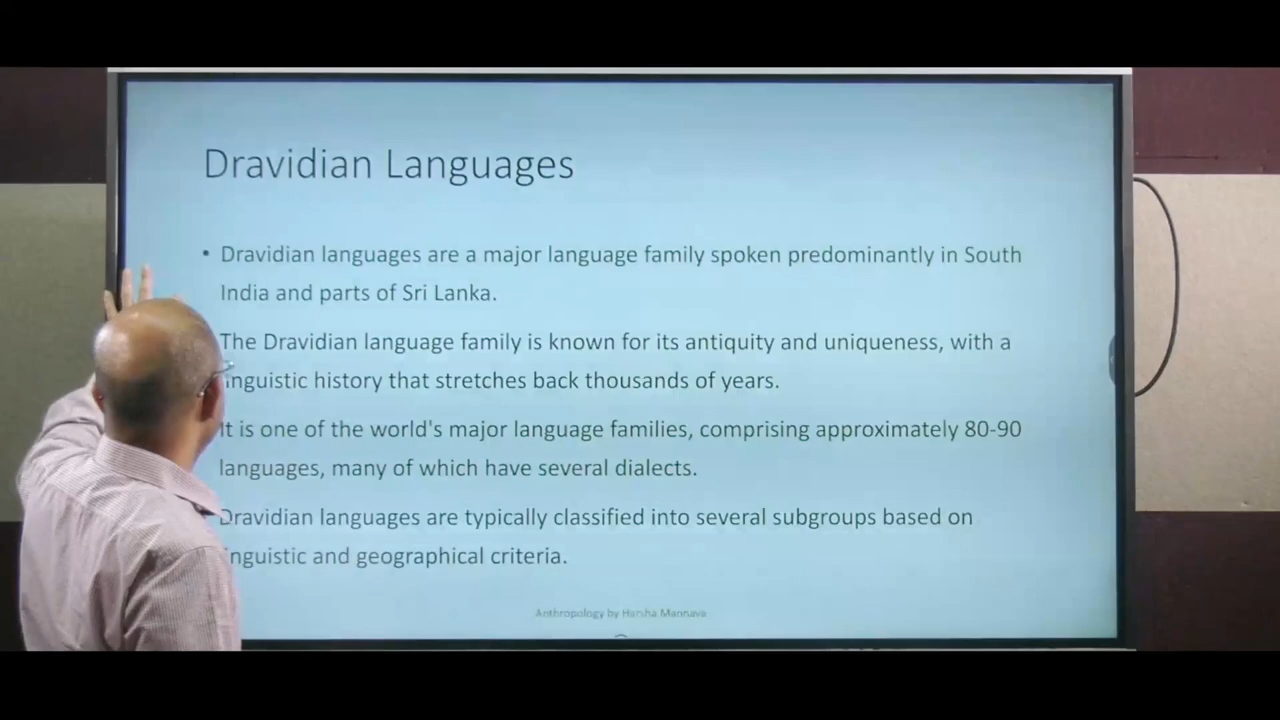 Dravidian Languages
• Dravidian languages are a major language family spoken predominantly in South
India and parts of Sri Lanka.
The Dravidian language family is known for its antiquity and uniqueness, with a
linguistic history that stretches back thousands of years.
It is one of the world's major language families, comprising approximately 80-90
languages, many of which have several dialects.
Dravidian languages are typically classified into several subgroups based on
linguistic and geographical criteria.
Anthropology by Harsha Mannava